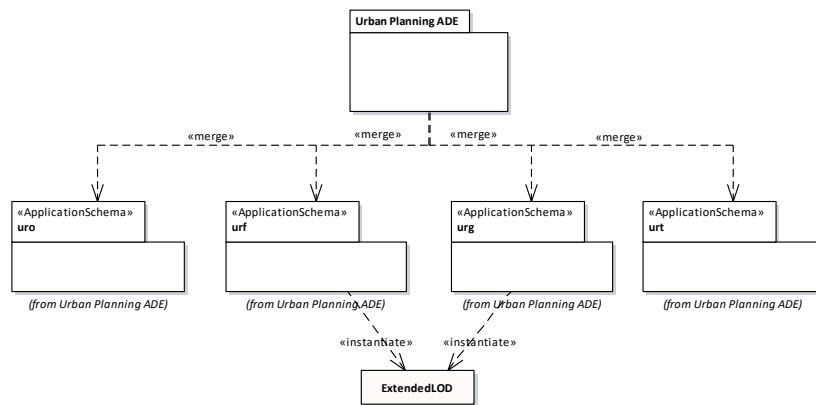 Urban Planning ADE
«merge»
«merge»
«merge»
«merge»
«ApplicationSchema»
uro
«ApplicationSchema»
urf
«ApplicationSchema»
urg
«ApplicationSchema»
urt
(from Urban Planning ADE)
(from Urban Planning ADE)
(from Urban Planning ADE)
(from Urban Planning ADE)
«instantiate»
«instantiate»
ExtendedLOD